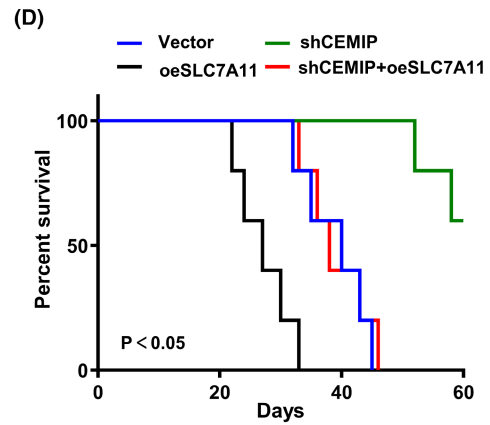 (D)
Vector
shCEMIP
oeSLC7A11
shCEMIP+oeSLC7A11
100
50
0
Percent survival
P < 0.05
0
20
40
60
Days